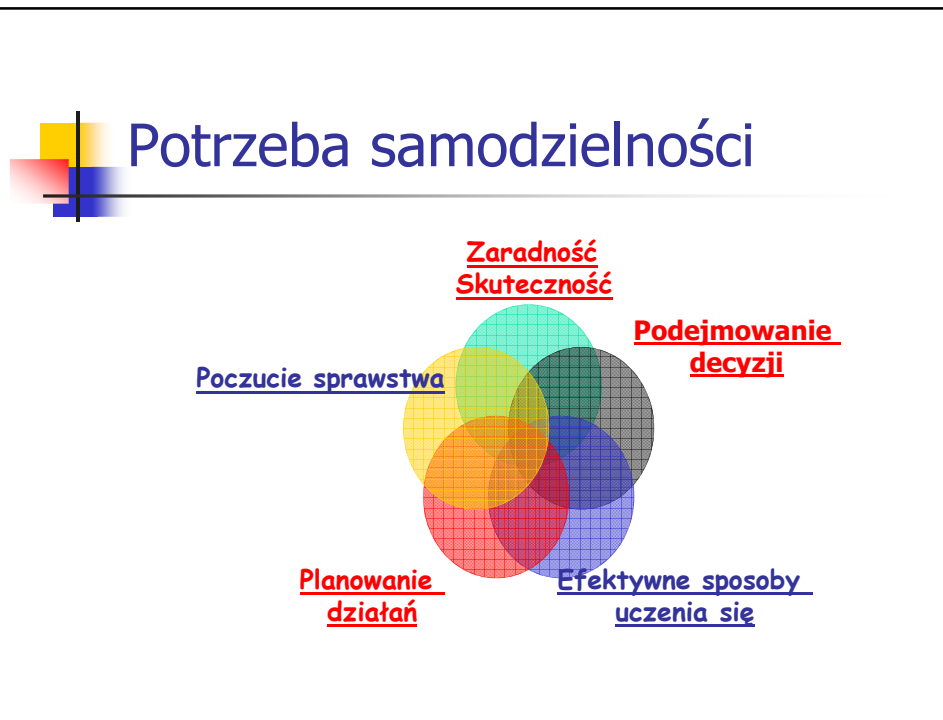 Potrzeba samodzielności
Zaradność
Skuteczność
Podejmowanie
decyzji
Poczucie sprawstwa
Planowanie
działań
Efektywne sposoby
uczenia się